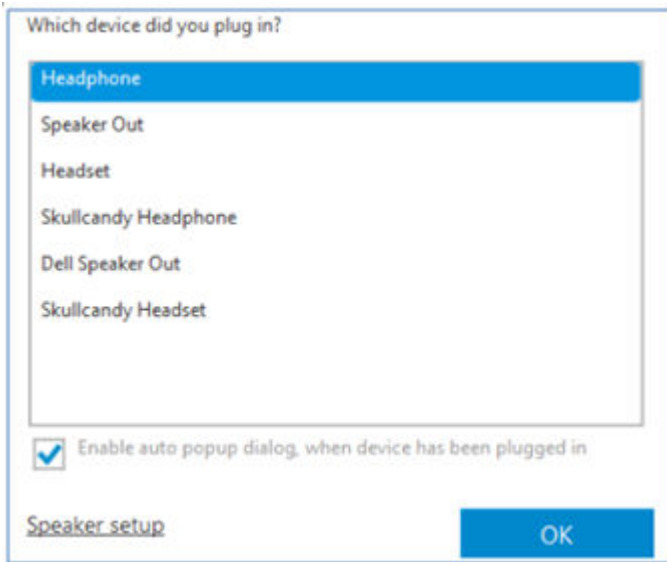 Which device did you plug in?
Headphone
Speaker Out
Headset
Skullcandy Headphone
Dell Speaker Out
Skullcandy Headset
Enable auto popup dialog, when device has been plugged in
Speaker setup
OK